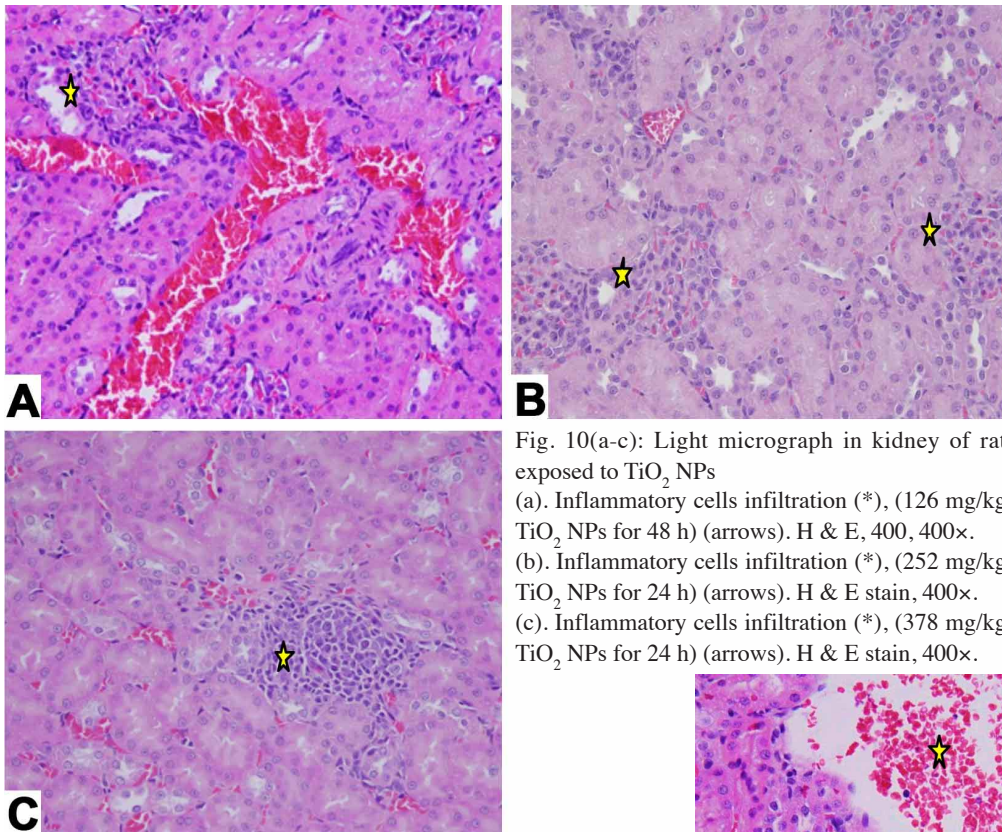 A
B
Fig. 10(a-c): Light micrograph in kidney of rat
exposed to TiO₂ NPs
(a). Inflammatory cells infiltration (*), (126 mg/kg
TiO₂ NPs for 48 h) (arrows). H & E, 400, 400×.
(b). Inflammatory cells infiltration (*), (252 mg/kg
TiO₂ NPs for 24 h) (arrows). H & E stain, 400×.
(c). Inflammatory cells infiltration (*), (378 mg/kg
TiO₂ NPs for 24 h) (arrows). H & E stain, 400×.
C